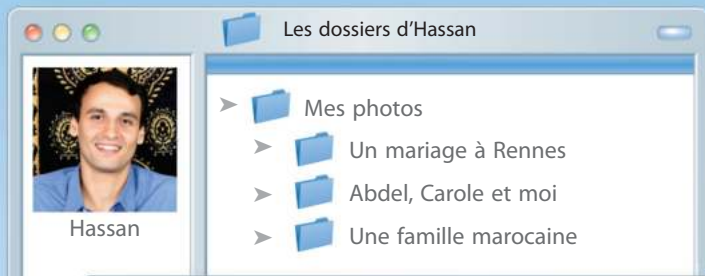 Les dossiers d’Hassan
Hassan
Mes photos
Un mariage à Rennes
Abdel, Carole et moi
Une famille marocaine